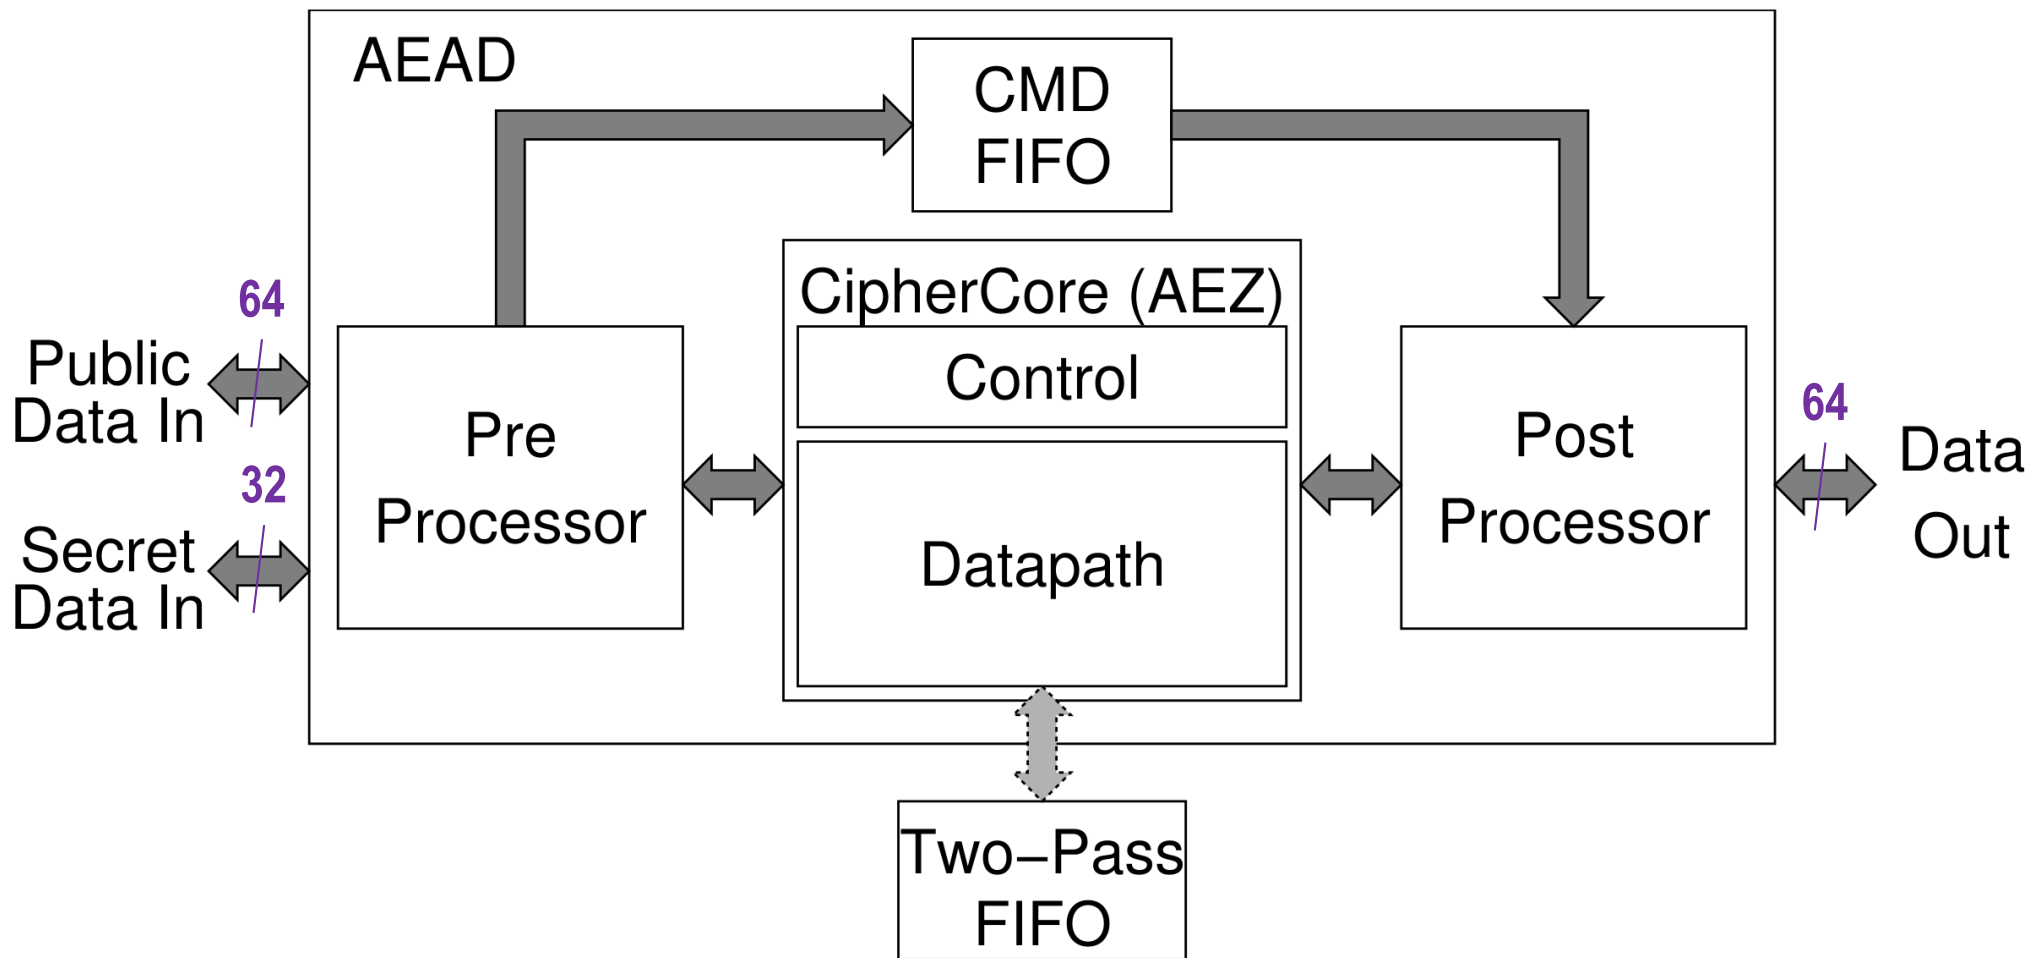 AEAD
CMD
FIFO
CipherCore (AEZ)
64
Public
Data In
Control
Pre
Processor
Post
Processor
64
Data
Out
32
Secret
Data In
Datapath
Two−Pass
FIFO